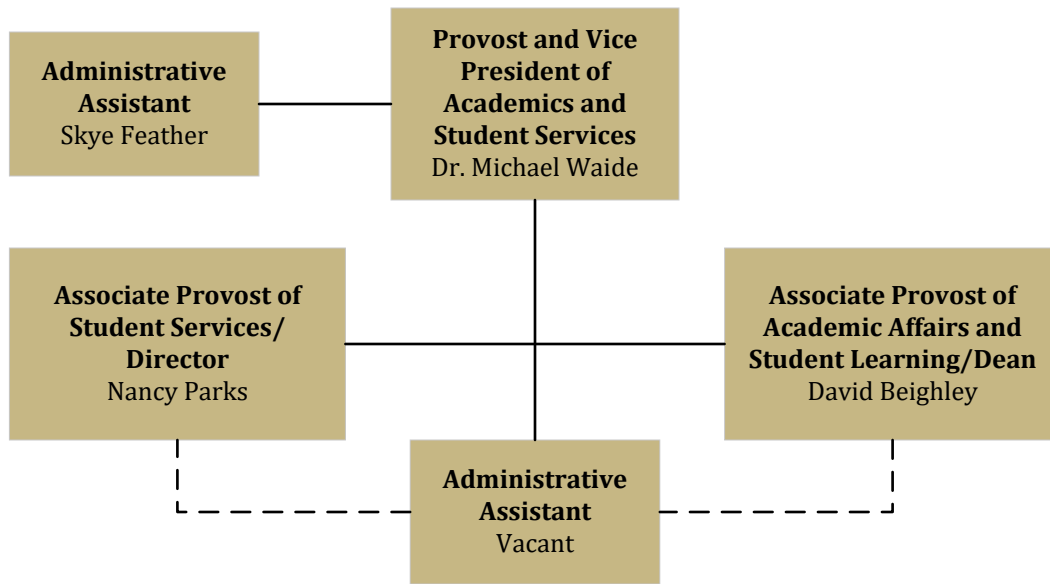 Administrative
Assistant
Skye Feather
Provost and Vice
President of
Academics and
Student Services
Dr. Michael Waide
Associate Provost of
Student Services/
Director
Nancy Parks
Associate Provost of
Academic Affairs and
Student Learning/Dean
David Beighley
Administrative
Assistant
Vacant